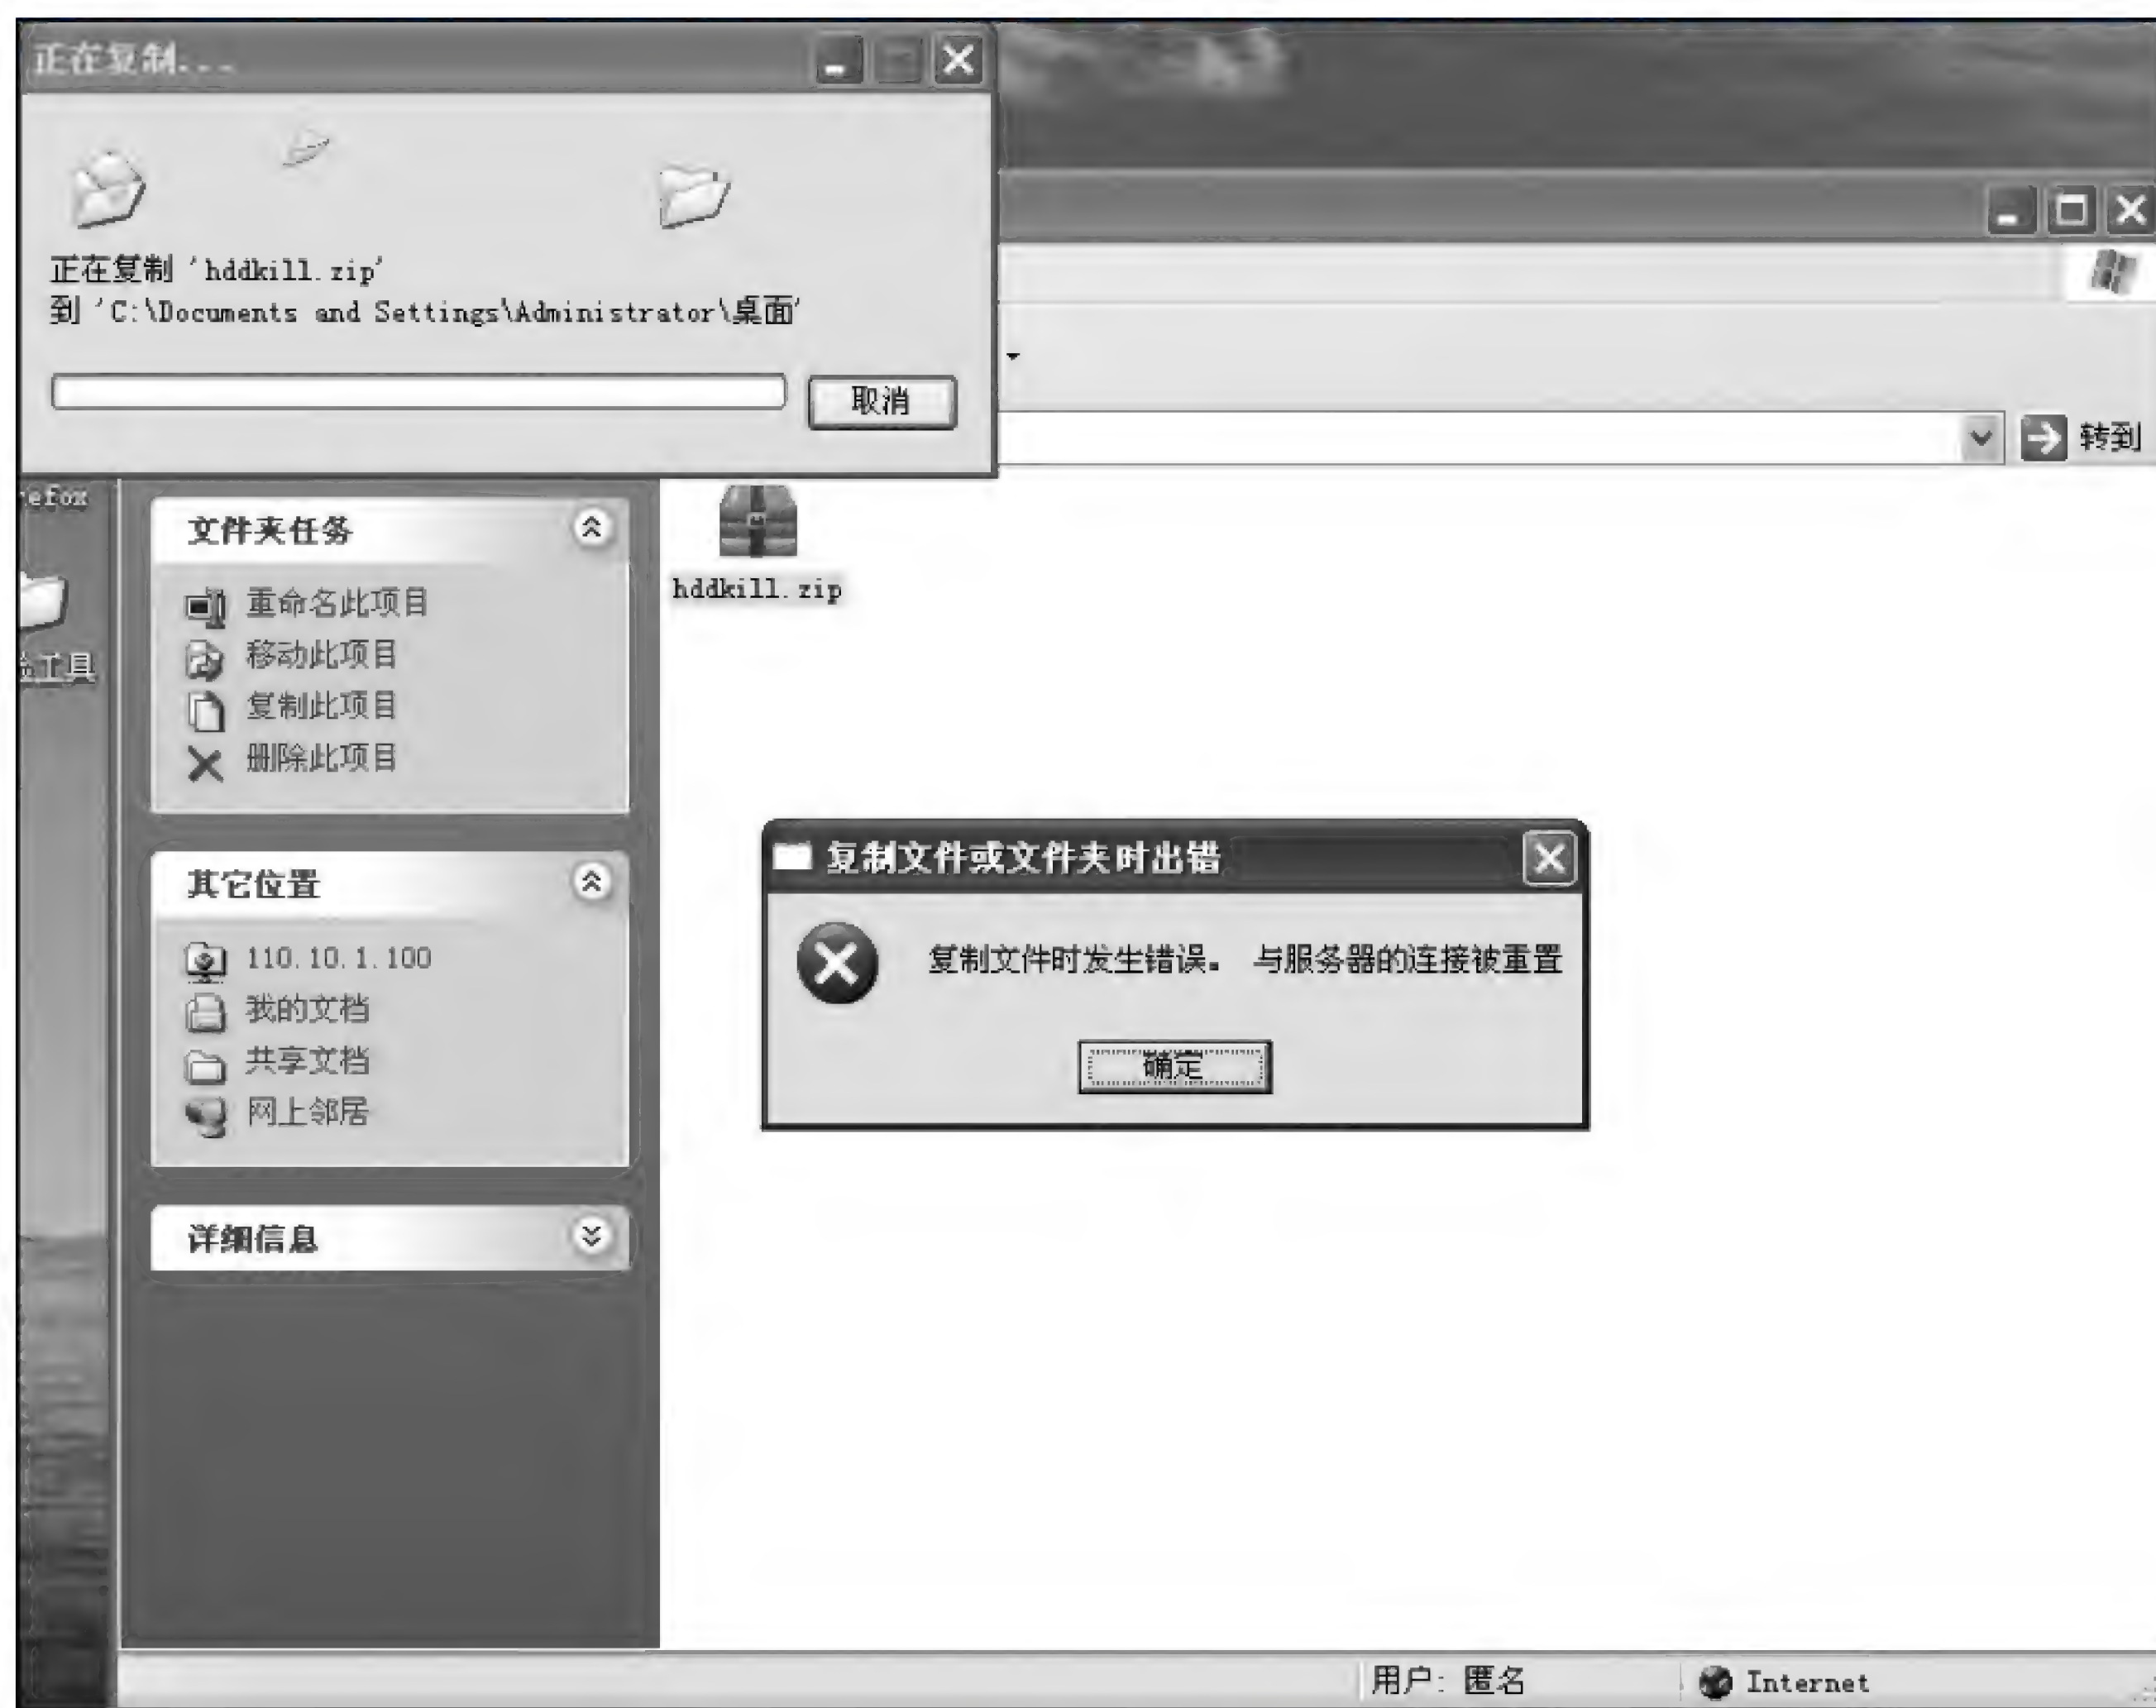 正在复制...
正在复制 'hddkill.zip'
到 'C:\Documents and Settings\Administrator\桌面'
取消
转到
efox
文件夹任务
重命名此项目
移动此项目
复制此项目
删除此项目
hddkill.zip
工具
复制文件或文件夹时出错
复制文件时发生错误。 与服务器的连接被重置
确定
其它位置
110.10.1.100
我的文档
共享文档
网上邻居
详细信息
用户: 匿名
Internet